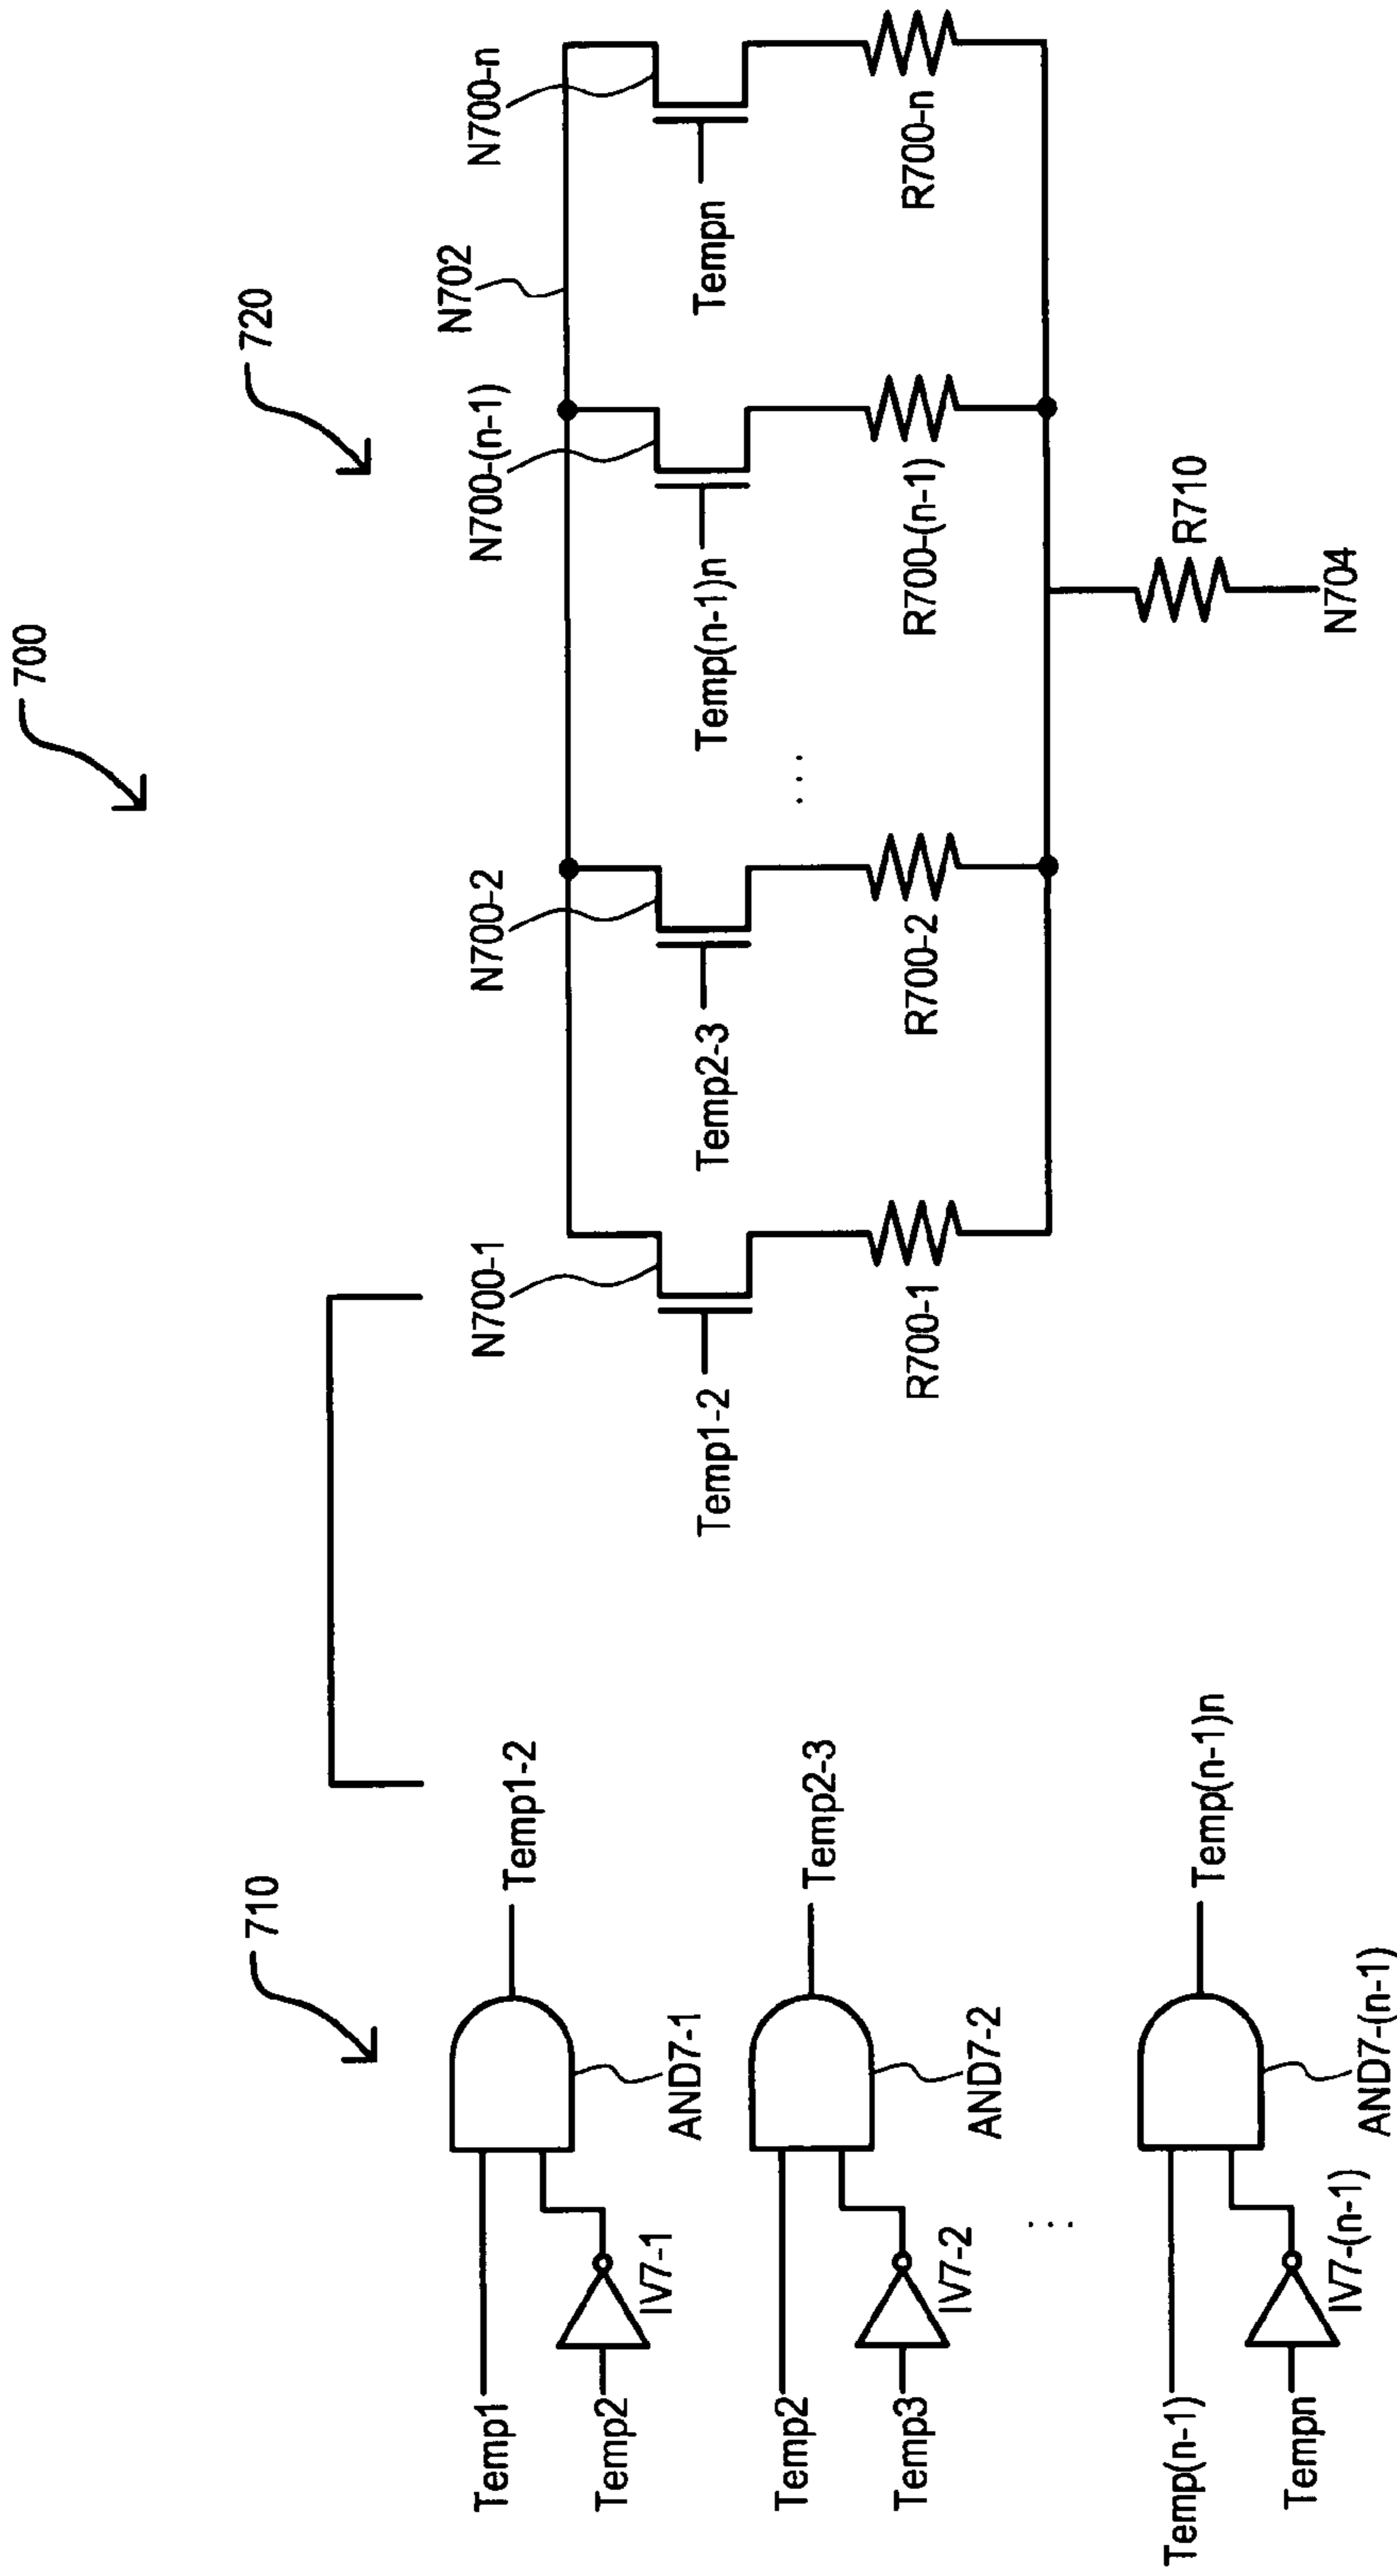 700
710
Temp1
Temp2
IV7-1
AND7-1
Temp1-2
Temp2
Temp3
IV7-2
AND7-2
Temp2-3
Temp(n-1)
Tempn
IV7-(n-1)
AND7-(n-1)
Temp(n-1)n
720
N700-1
N700-2
N700-(n-1)
N702
N700-n
Temp1-2
Temp2-3
...
Temp(n-1)n
Tempn
R700-1
R700-2
R700-(n-1)
R700-n
R710
N704